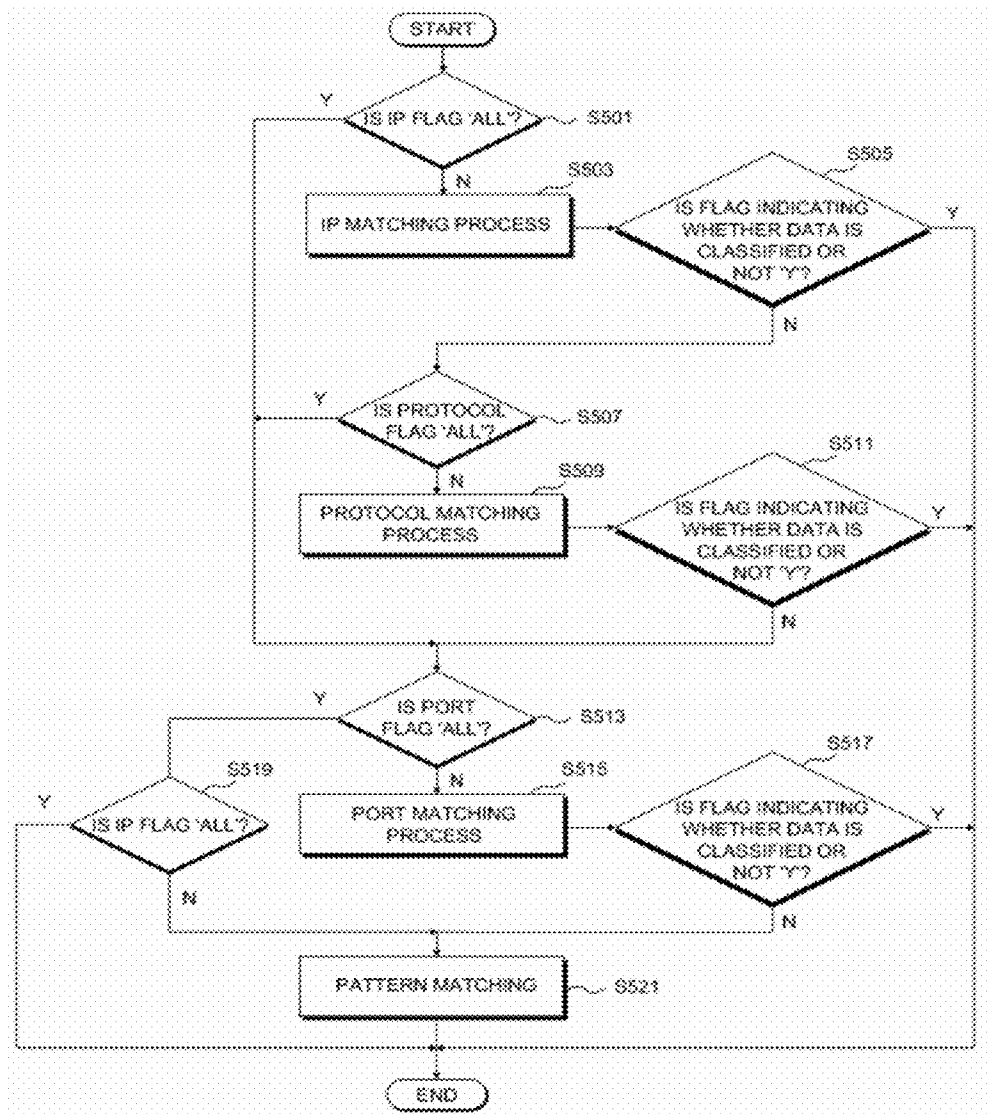 START
Y
IS IP FLAG 'ALL'?
S501
N
S503
S505
IP MATCHING PROCESS
IS FLAG INDICATING
WHETHER DATA IS
CLASSIFIED OR
NOT 'Y'?
Y
N
Y
IS PROTOCOL
FLAG 'ALL'?
S507
N
S509
S511
PROTOCOL MATCHING
PROCESS
IS FLAG INDICATING
WHETHER DATA IS
CLASSIFIED OR
NOT 'Y'?
Y
N
Y
IS PORT
FLAG 'ALL'?
S513
N
S515
S517
S519
Y
IS IP FLAG 'ALL'?
PORT MATCHING
PROCESS
IS FLAG INDICATING
WHETHER DATA IS
CLASSIFIED OR
NOT 'Y'?
Y
N
N
PATTERN MATCHING
S521
END